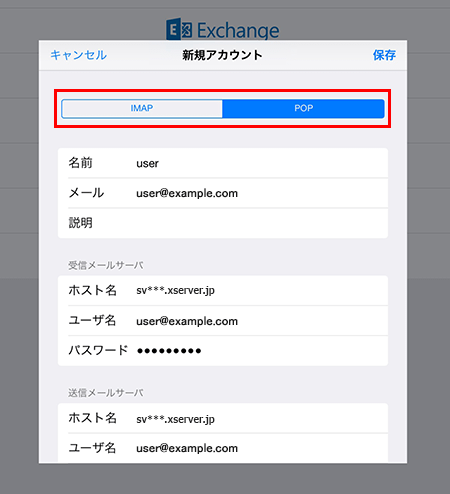 Exchange
キャンセル 新規アカウント 保存
IMAP POP
名前 user
メール user@example.com
説明
受信メールサーバ
ホスト名 sv***.xserver.jp
ユーザ名 user@example.com
パスワード ●●●●●●●●●
送信メールサーバ
ホスト名 sv***.xserver.jp
ユーザ名 user@example.com